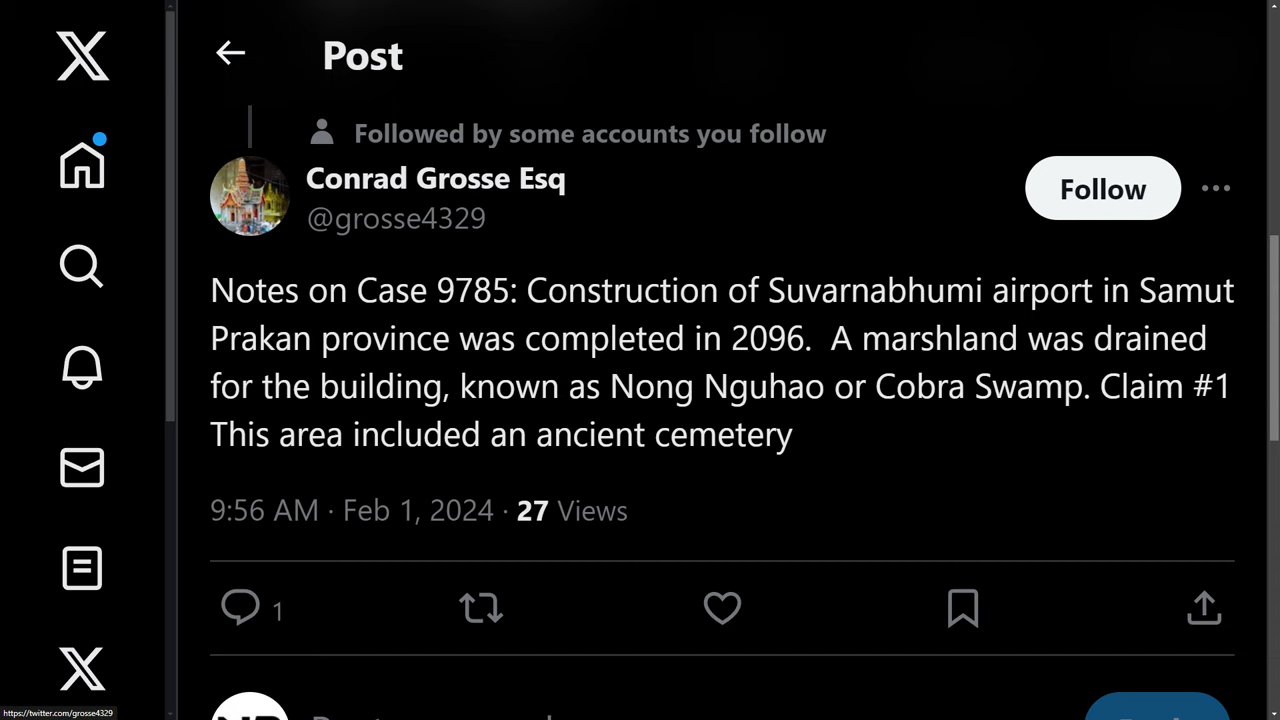 Post
Followed by some accounts you follow
Conrad Grosse Esq
@grosse4329
Follow
Notes on Case 9785: Construction of Suvarnabhumi airport in Samut
Prakan province was completed in 2096.  A marshland was drained
for the building, known as Nong Nguhao or Cobra Swamp. Claim #1
This area included an ancient cemetery
9:56 AM · Feb 1, 2024 · 27 Views
1
https://twitter.com/grosse4329